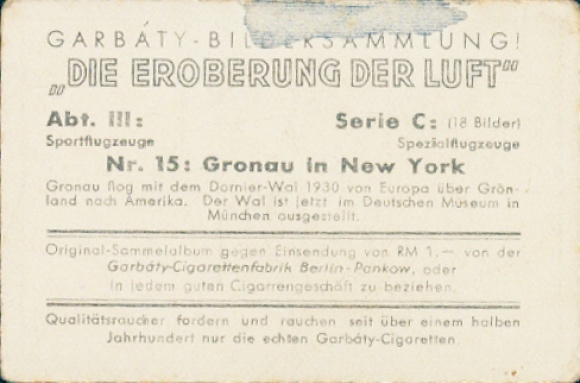 GARBÁTY-BILDERSAMMLUNG!
„DIE EROBERUNG DER LUFT“
Abt. III: Serie C: (18 Bilder)
Sportflugzeuge Spezialflugzeuge
Nr. 15: Gronau in New York
Gronau flog mit dem Dornier-Wal 1930 von Europa über Grön-
land nach Amerika. Der Wal ist jetzt im Deutschen Museum in
München ausgestellt.
Original-Sammelalbum gegen Einsendung von RM 1,— von der
Garbáty-Cigarettenfabrik Berlin-Pankow, oder
in jedem guten Cigarrengeschäft zu beziehen.
Qualitätsraucher fordern und rauchen seit über einem halben
Jahrhundert nur die echten Garbáty-Cigaretten.